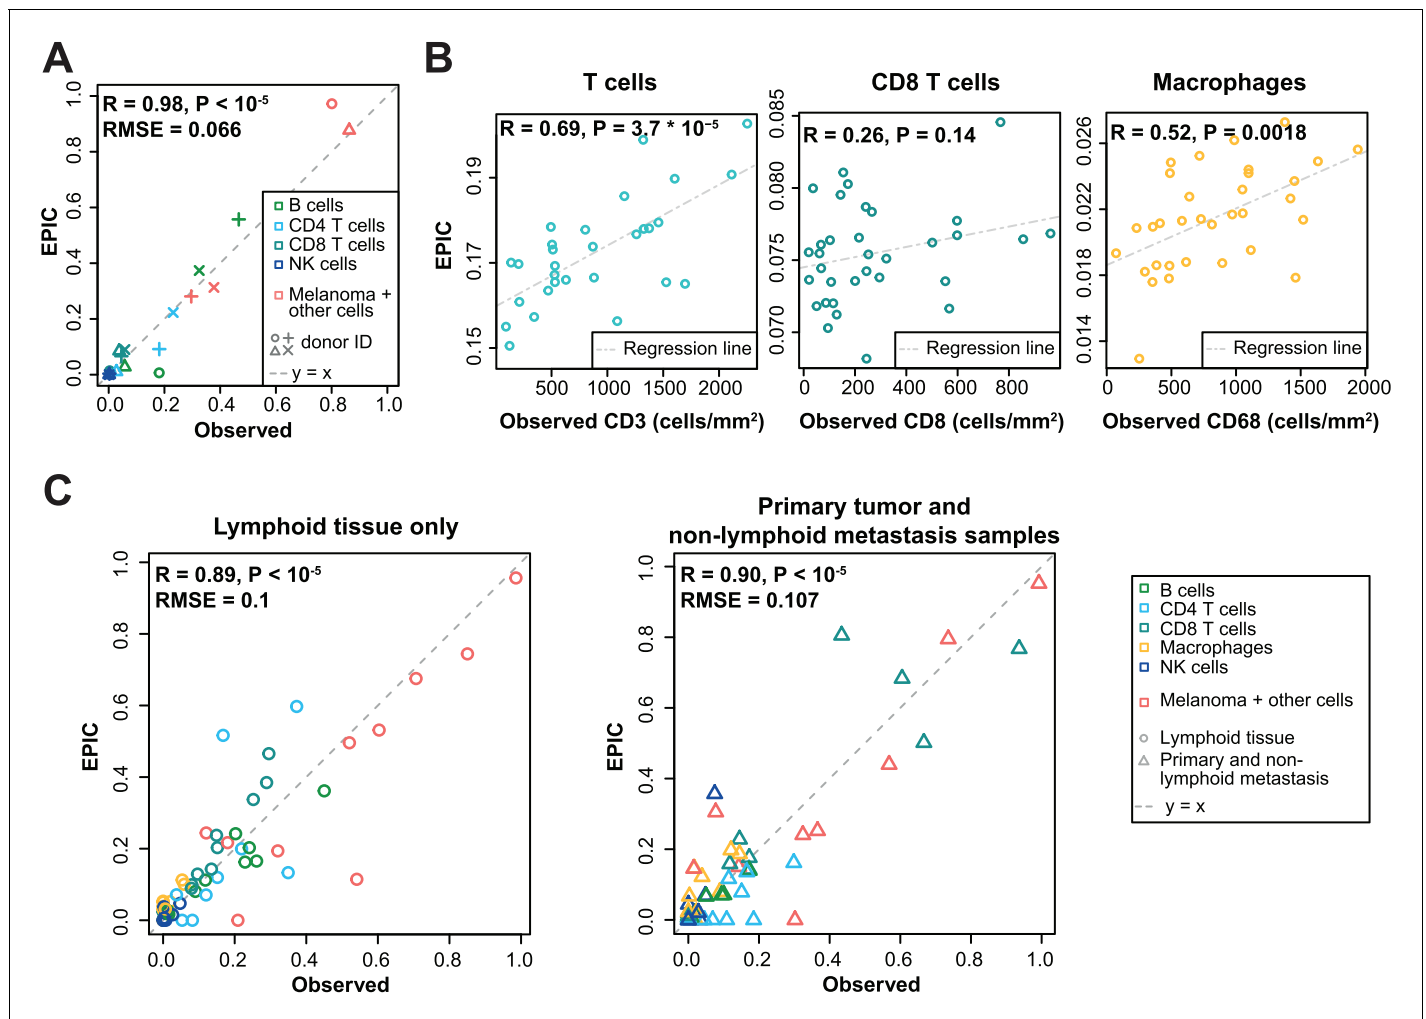 A
R = 0.98, P < 10-5
RMSE = 0.066
B cells
CD4 T cells
CD8 T cells
NK cells
Melanoma +
other cells
donor ID
y = x
EPIC
0.0
0.2
0.4
0.6
0.8
1.0
0.0 0.2 0.4 0.6 0.8 1.0
Observed
B
T cells
R = 0.69, P = 3.7 * 10−5
EPIC
0.15
0.17
0.19
Regression line
500 1000 1500 2000
Observed CD3 (cells/mm2)
CD8 T cells
R = 0.26, P = 0.14
0.070
0.075
0.080
0.085
Regression line
0 200 400 600 800
Observed CD8 (cells/mm2)
Macrophages
R = 0.52, P = 0.0018
0.014
0.018
0.022
0.026
Regression line
0 500 1000 1500 2000
Observed CD68 (cells/mm2)
C
Lymphoid tissue only
R = 0.89, P < 10-5
RMSE = 0.1
EPIC
0.0
0.2
0.4
0.6
0.8
1.0
0.0 0.2 0.4 0.6 0.8 1.0
Observed
Primary tumor and
non-lymphoid metastasis samples
R = 0.90, P < 10-5
RMSE = 0.107
EPIC
0.0
0.2
0.4
0.6
0.8
1.0
0.0 0.2 0.4 0.6 0.8 1.0
Observed
B cells
CD4 T cells
CD8 T cells
Macrophages
NK cells
Melanoma + other cells
Lymphoid tissue
Primary and non-
lymphoid metastasis
y = x